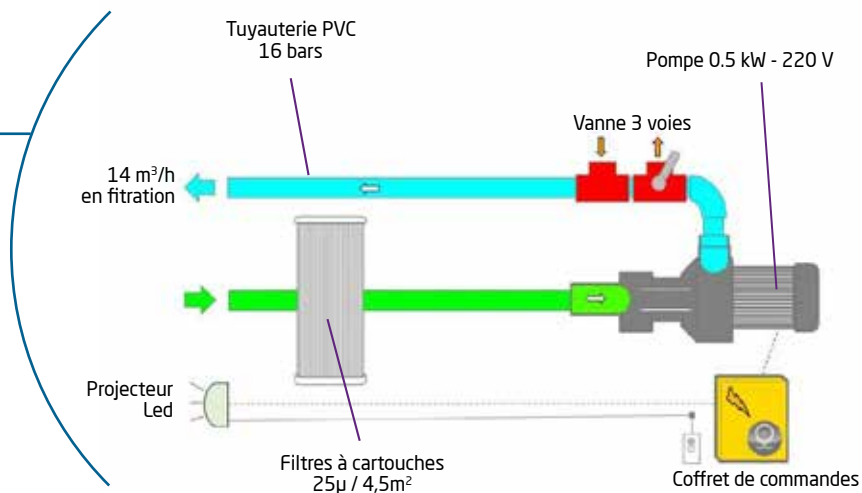 Tuyauterie PVC
16 bars
Pompe 0.5 kW - 220 V
Vanne 3 voies
14 m³/h
en fitration
Projecteur
Led
Filtres à cartouches
25µ / 4,5m²
Coffret de commandes